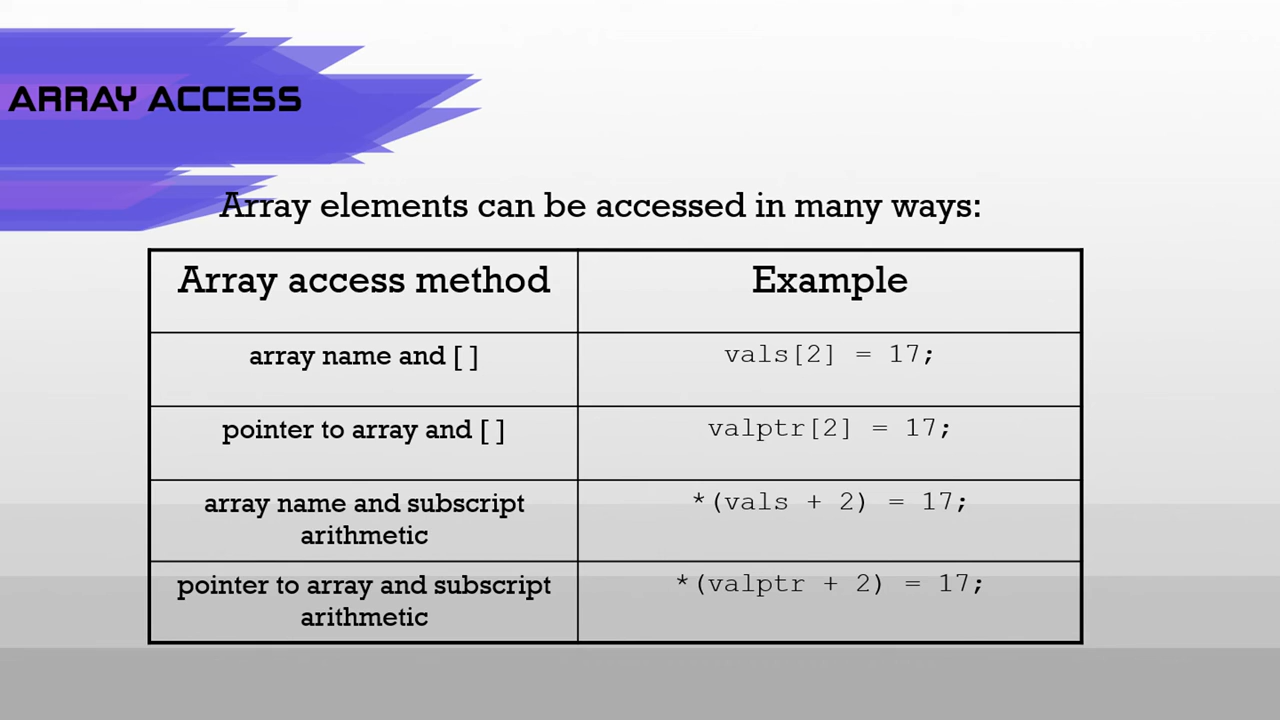 ARRAY ACCESS
Array elements can be accessed in many ways:
Array access method
Example
array name and [ ]
vals[2] = 17;
pointer to array and [ ]
valptr[2] = 17;
array name and subscript
arithmetic
*(vals + 2) = 17;
pointer to array and subscript
arithmetic
*(valptr + 2) = 17;